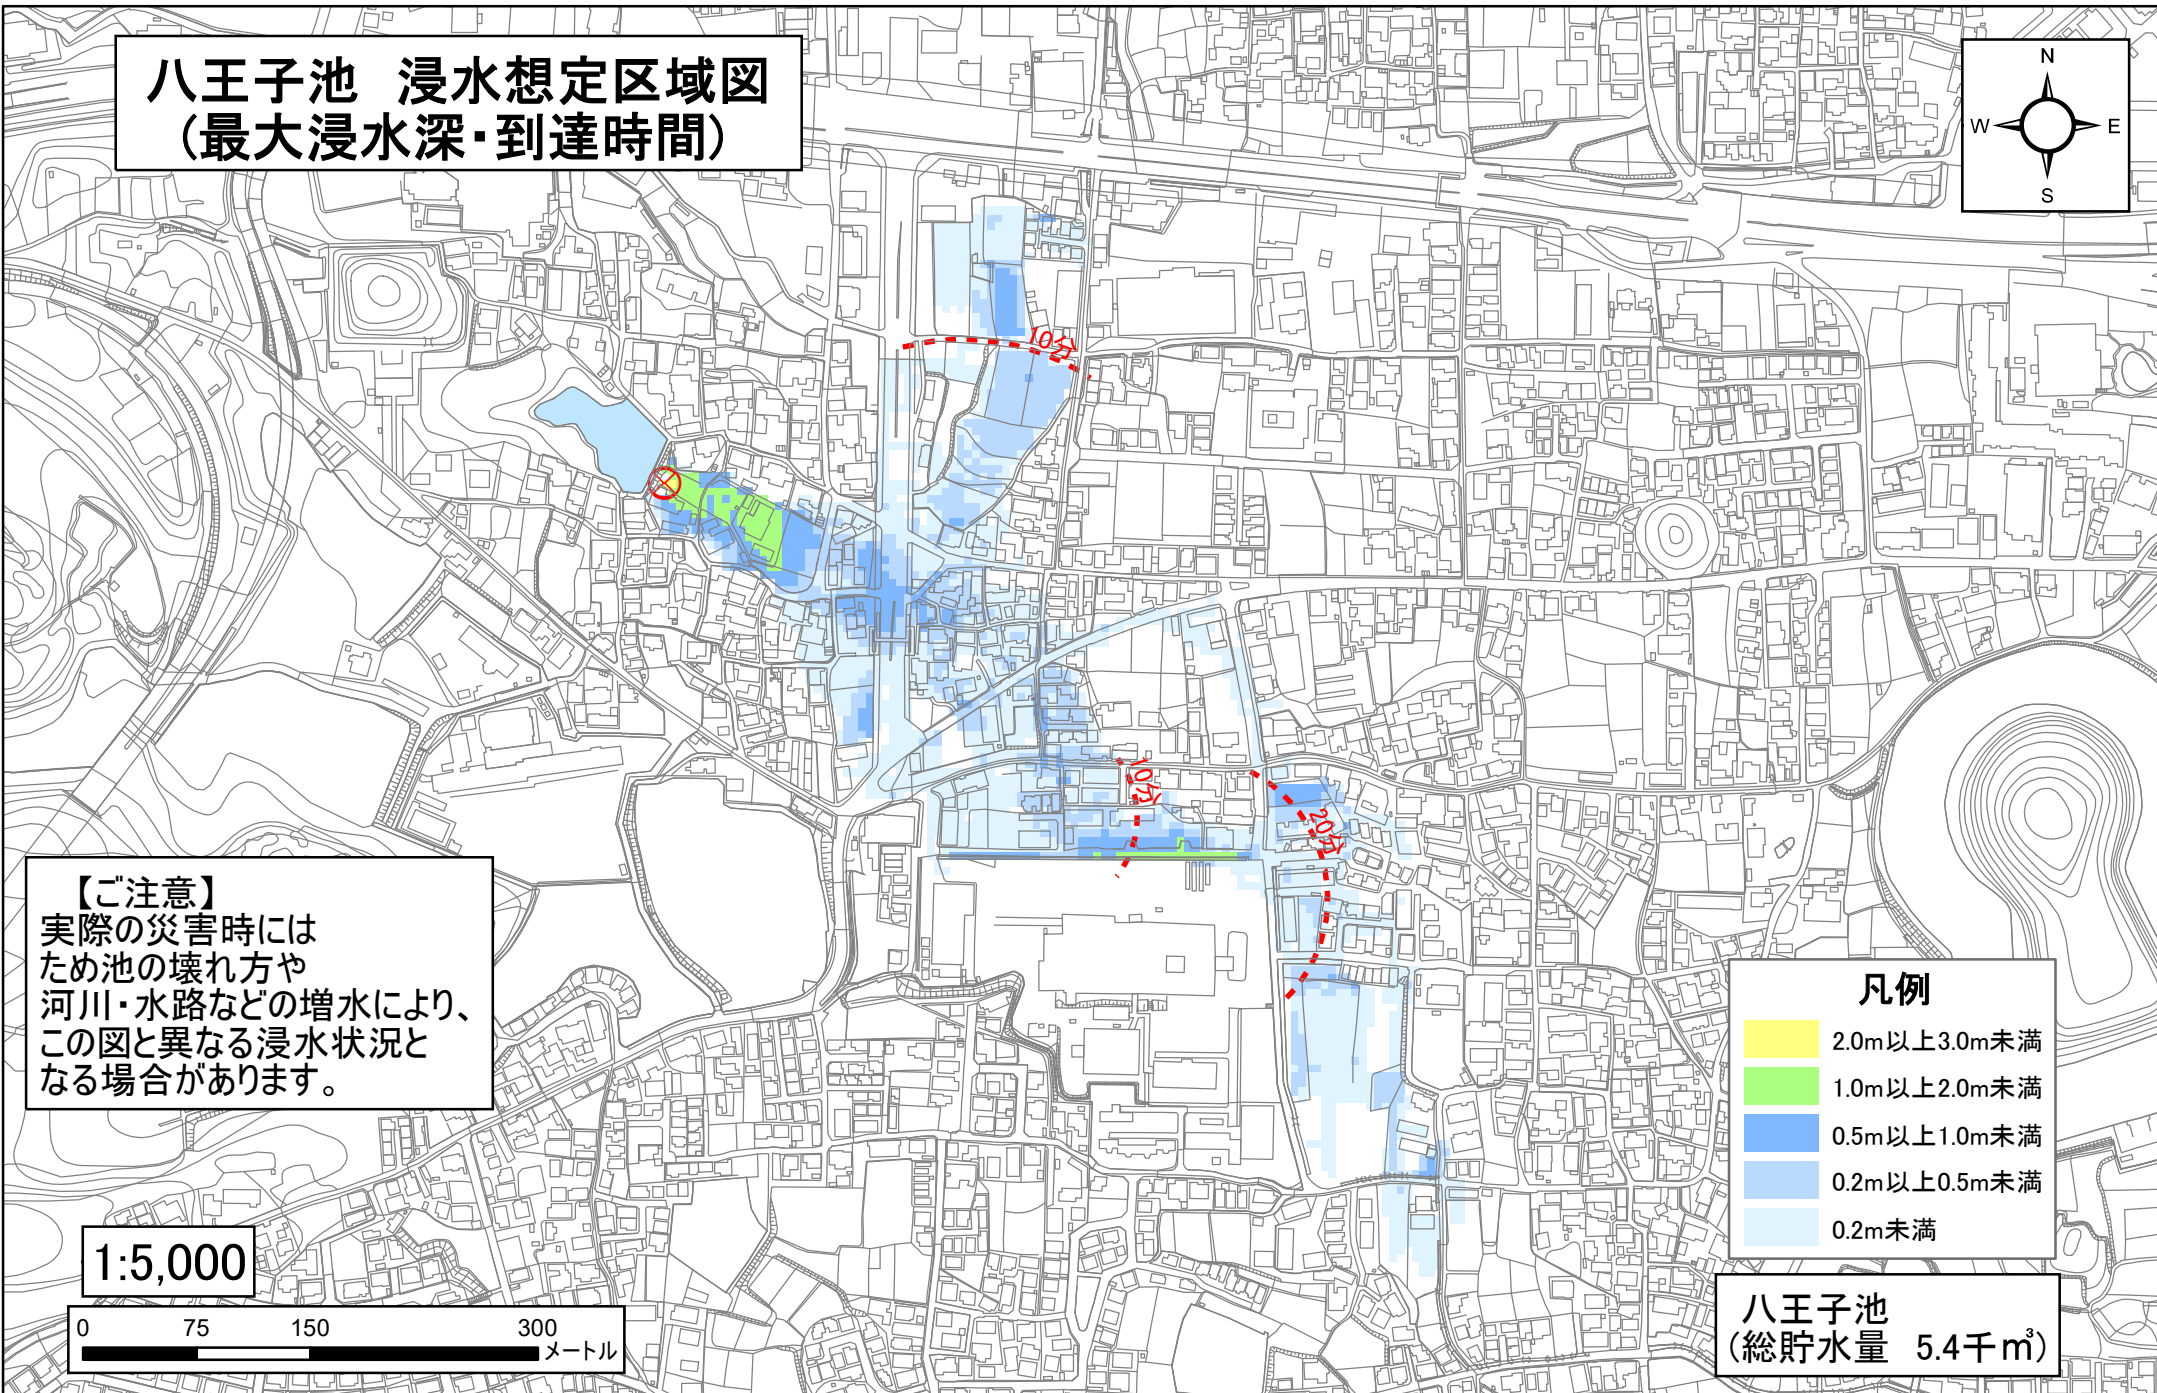 八王子池 浸水想定区域図
(最大浸水深・到達時間)
N
W
E
S
10分
10分
20分
【ご注意】
実際の災害時には
ため池の壊れ方や
河川・水路などの増水により、
この図と異なる浸水状況と
なる場合があります。
凡例
2.0m以上3.0m未満
1.0m以上2.0m未満
0.5m以上1.0m未満
0.2m以上0.5m未満
0.2m未満
1:5,000
0 75 150 300
メートル
八王子池
(総貯水量 5.4千㎥)